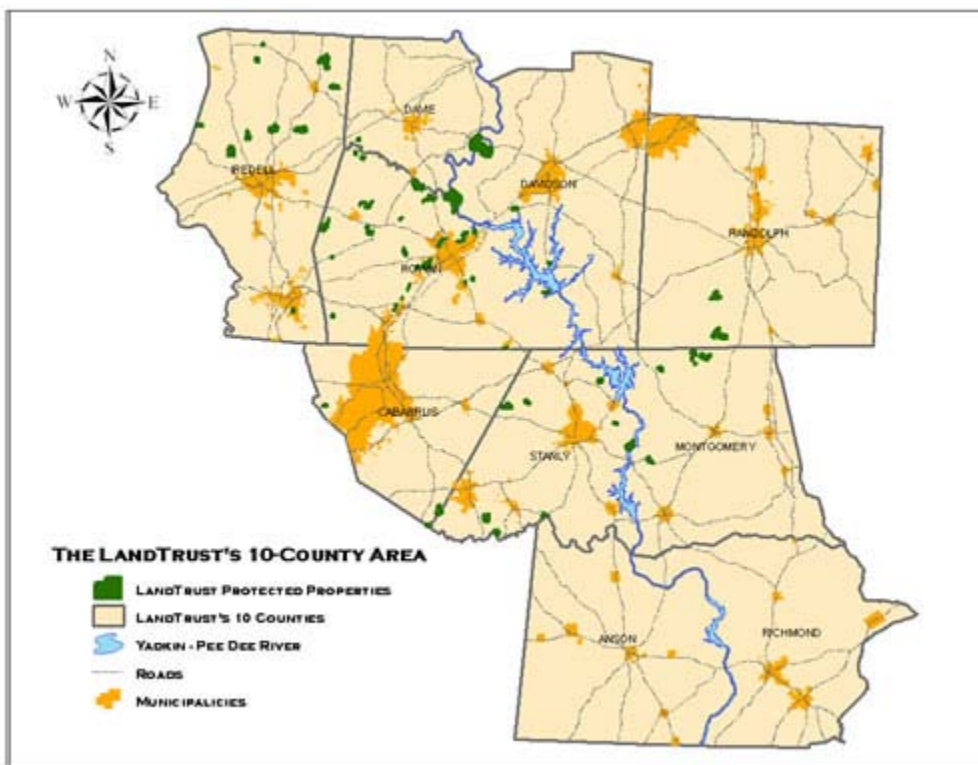 N
W E
S
DAVIE
IREDELL
DAVIDSON
RANDOLPH
ROWAN
CABARRUS
STANLY
MONTGOMERY
ANSON
RICHMOND
THE LANDTRUST'S 10-COUNTY AREA
LANDTRUST PROTECTED PROPERTIES
LANDTRUST'S 10 COUNTIES
YADKIN - PEE DEE RIVER
ROADS
MUNICIPALICIES